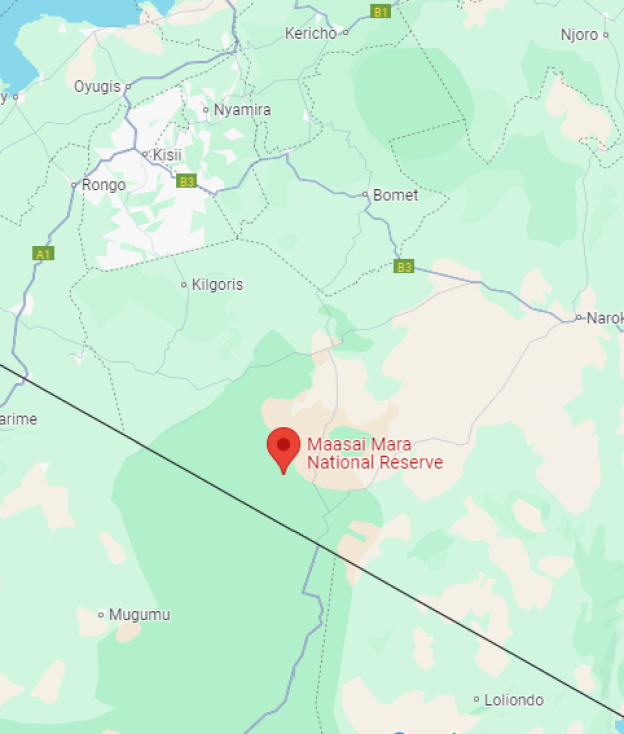 B1
Kericho
Njoro
Oyugis
y
Nyamira
Kisii
B3
Rongo
Bomet
A1
B3
Kilgoris
Narok
arime
Maasai Mara
National Reserve
Mugumu
Loliondo